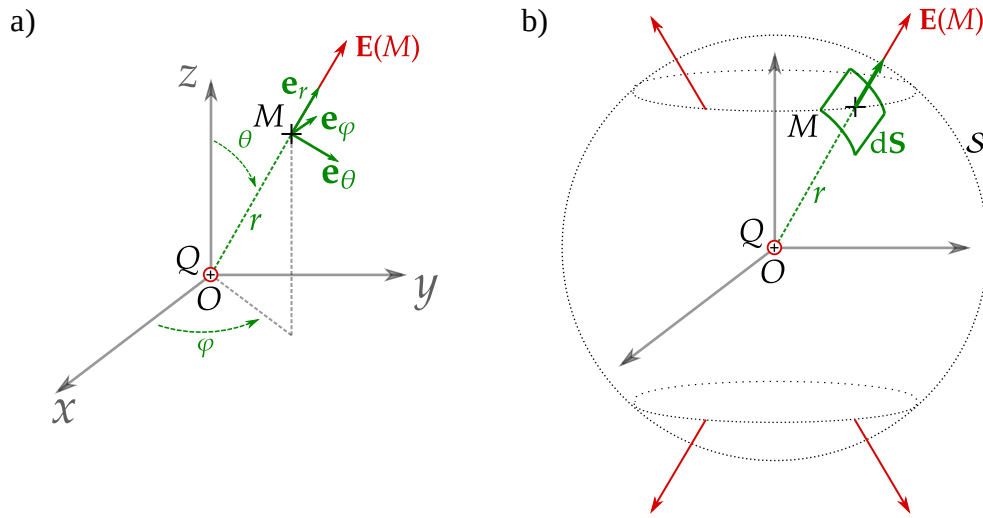 a)
z
E(M)
e_r
M
e_φ
θ
e_θ
r
Q
O
y
φ
x
b)
E(M)
M
dS
S
r
Q
O